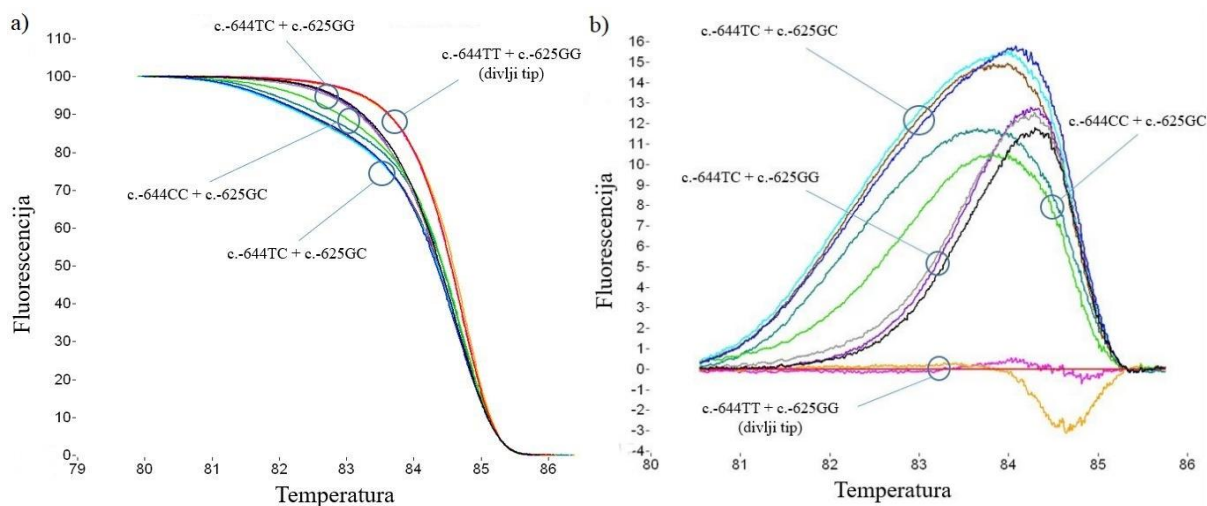 a)
c.-644TC + c.-625GG
c.-644TT + c.-625GG
(divlji tip)
c.-644CC + c.-625GC
c.-644TC + c.-625GC
Fluorescencija
110-
100-
90-
80-
70-
60-
50-
40-
30-
20-
10-
0-
79 80 81 82 83 84 85 86
Temperatura
b)
c.-644TC + c.-625GC
c.-644CC + c.-625GC
c.-644TC + c.-625GG
c.-644TT + c.-625GG
(divlji tip)
Fluorescencija
16-
15-
14-
13-
12-
11-
10-
9-
8-
7-
6-
5-
4-
3-
2-
1-
0-
-1-
-2-
-3-
-4-
80 81 82 83 84 85 86
Temperatura